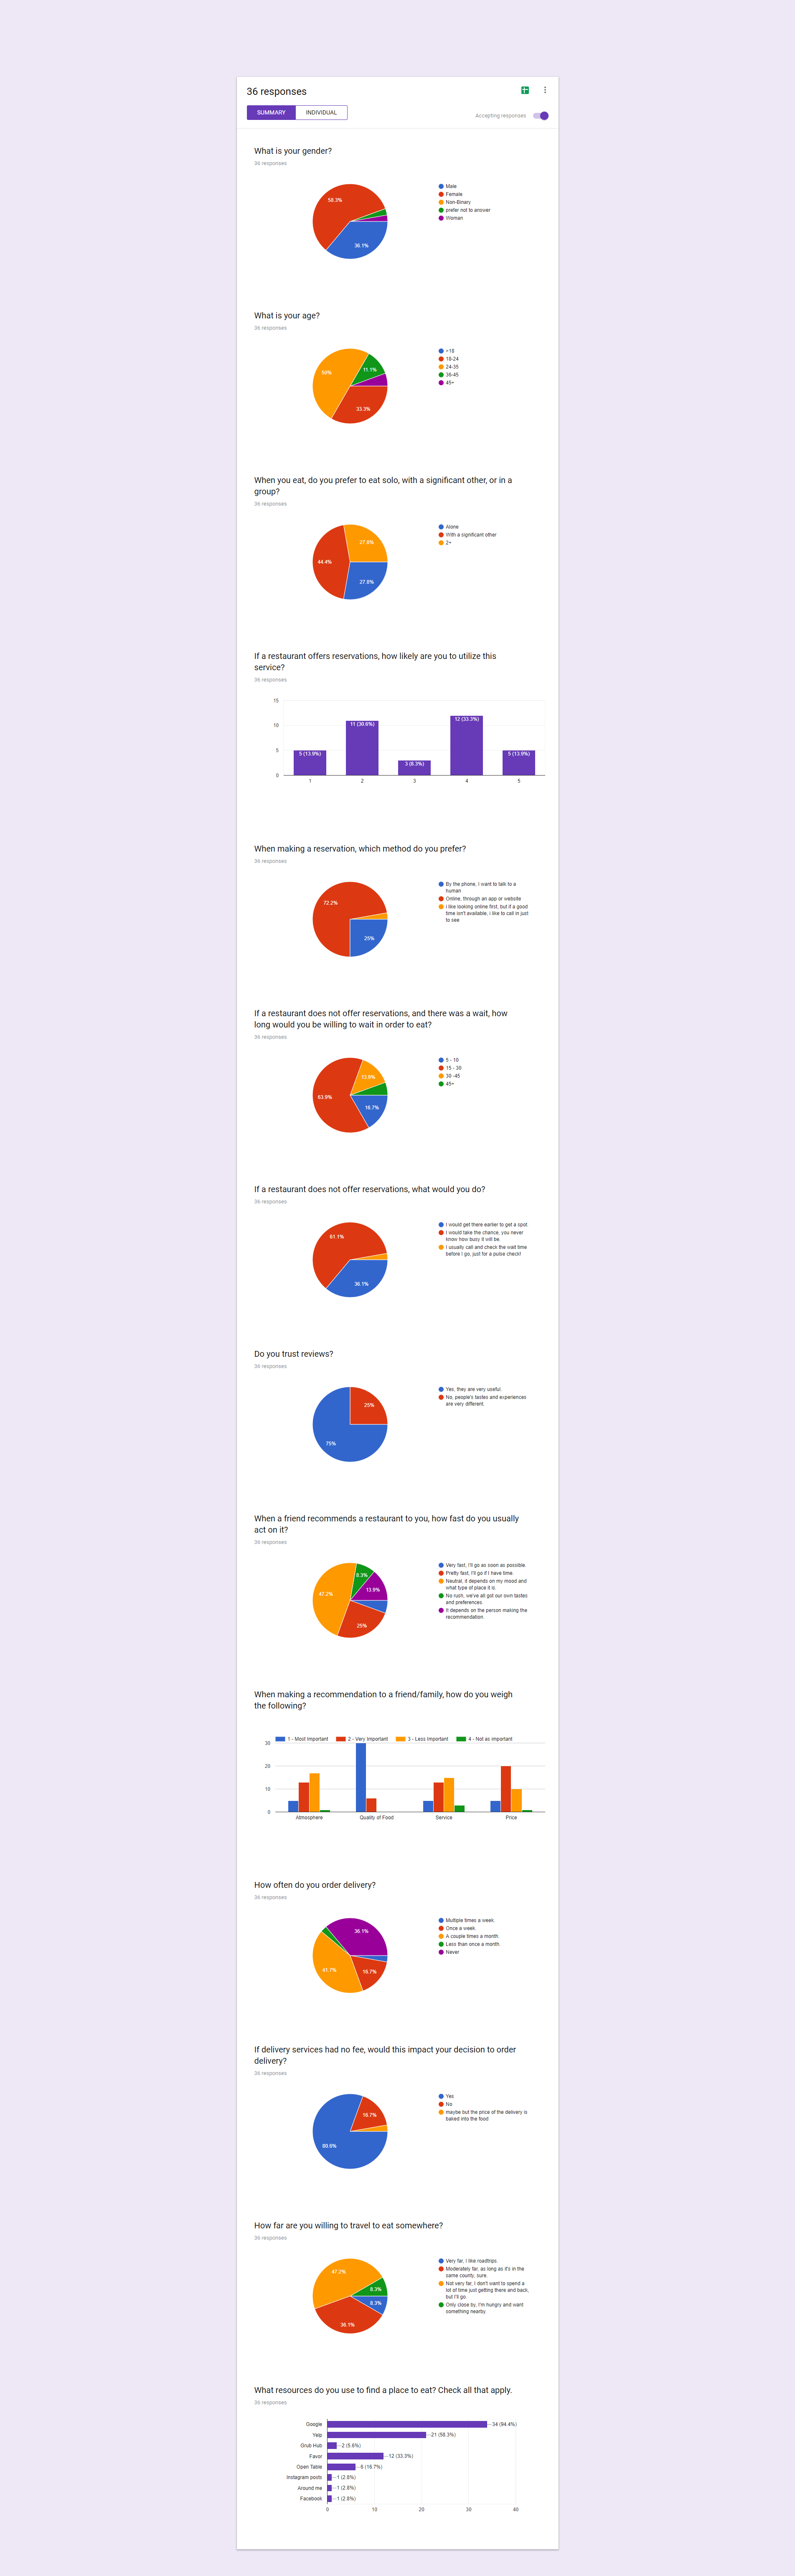 36 responses
SUMMARY
INDIVIDUAL
Accepting responses
What is your gender?
36 responses
58.3%
36.1%
Male
Female
Non-Binary
prefer not to answer
Woman
What is your age?
36 responses
50%
11.1%
33.3%
<18
18-24
24-35
36-45
45+
When you eat, do you prefer to eat solo, with a significant other, or in a
group?
36 responses
27.8%
44.4%
27.8%
Alone
With a significant other
2+
If a restaurant offers reservations, how likely are you to utilize this
service?
36 responses
15
10
5
0
5 (13.9%)
11 (30.6%)
3 (8.3%)
12 (33.3%)
5 (13.9%)
1
2
3
4
5
When making a reservation, which method do you prefer?
36 responses
72.2%
25%
By the phone, I want to talk to a
human
Online, through an app or website
I like looking online first, but if a good
time isn't available, i like to call in just
to see
If a restaurant does not offer reservations, and there was a wait, how
long would you be willing to wait in order to eat?
36 responses
13.9%
63.9%
16.7%
5 - 10
15 - 30
30 -45
45+
If a restaurant does not offer reservations, what would you do?
36 responses
61.1%
36.1%
I would get there earlier to get a spot.
I would take the chance, you never
know how busy it will be.
I usually call and check the wait time
before I go, just for a pulse check!
Do you trust reviews?
36 responses
25%
75%
Yes, they are very useful.
No, people's tastes and experiences
are very different.
When a friend recommends a restaurant to you, how fast do you usually
act on it?
36 responses
8.3%
47.2%
13.9%
25%
Very fast, I'll go as soon as possible.
Pretty fast, I'll go if I have time.
Neutral, it depends on my mood and
what type of place it is.
No rush, we've all got our own tastes
and preferences.
It depends on the person making the
recommendation.
When making a recommendation to a friend/family, how do you weigh
the following?
1 - Most Important
2 - Very Important
3 - Less Important
4 - Not as important
30
20
10
0
Atmosphere
Quality of Food
Service
Price
How often do you order delivery?
36 responses
36.1%
41.7%
16.7%
Multiple times a week.
Once a week.
A couple times a month.
Less than once a month.
Never
If delivery services had no fee, would this impact your decision to order
delivery?
36 responses
16.7%
80.6%
Yes
No
maybe but the price of the delivery is
baked into the food
How far are you willing to travel to eat somewhere?
36 responses
47.2%
8.3%
8.3%
36.1%
Very far, I like roadtrips.
Moderately far, as long as it's in the
same county, sure.
Not very far, I don't want to spend a
lot of time just getting there and back,
but I'll go.
Only close by, I'm hungry and want
something nearby.
What resources do you use to find a place to eat? Check all that apply.
36 responses
Google
34 (94.4%)
Yelp
21 (58.3%)
Grub Hub
2 (5.6%)
Favor
12 (33.3%)
Open Table
6 (16.7%)
Instagram posts
1 (2.8%)
Around me
1 (2.8%)
Facebook
1 (2.8%)
0
10
20
30
40